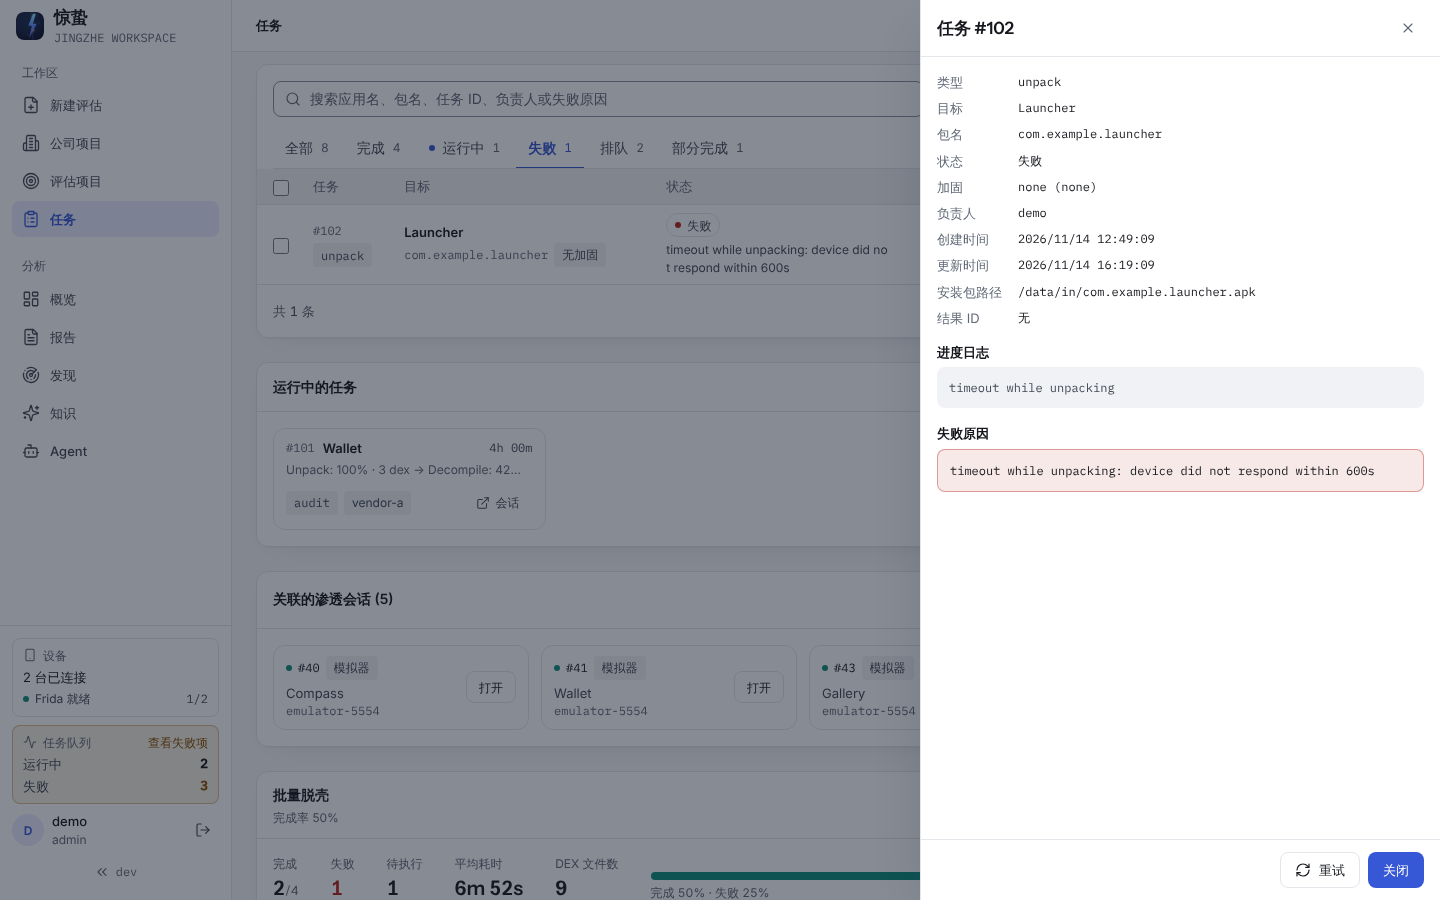 惊蛰
JINGZHE WORKSPACE
工作区
新建评估
公司项目
评估项目
任务
分析
概览
报告
发现
知识
Agent
设备
2 台已连接
Frida 就绪 1/2
任务队列 查看失败项
运行中 2
失败 3
D
demo
admin
dev
任务
搜索应用名、包名、任务 ID、负责人或失败原因
全部 8 完成 4 运行中 1 失败 1 排队 2 部分完成 1
任务 目标 状态
#102
unpack
Launcher
com.example.launcher 无加固
失败
timeout while unpacking: device did no
t respond within 600s
共 1 条
运行中的任务
#101 Wallet 4h 00m
Unpack: 100% · 3 dex → Decompile: 42...
audit vendor-a 会话
关联的渗透会话 (5)
#40 模拟器
Compass
emulator-5554
打开
#41 模拟器
Wallet
emulator-5554
打开
#43 模拟器
Gallery
emulator-5554
批量脱壳
完成率 50%
完成 失败 待执行 平均耗时 DEX 文件数
2/4 1 1 6m 52s 9
完成 50% · 失败 25%
任务 #102
类型 unpack
目标 Launcher
包名 com.example.launcher
状态 失败
加固 none (none)
负责人 demo
创建时间 2026/11/14 12:49:09
更新时间 2026/11/14 16:19:09
安装包路径 /data/in/com.example.launcher.apk
结果 ID 无
进度日志
timeout while unpacking
失败原因
timeout while unpacking: device did not respond within 600s
重试 关闭